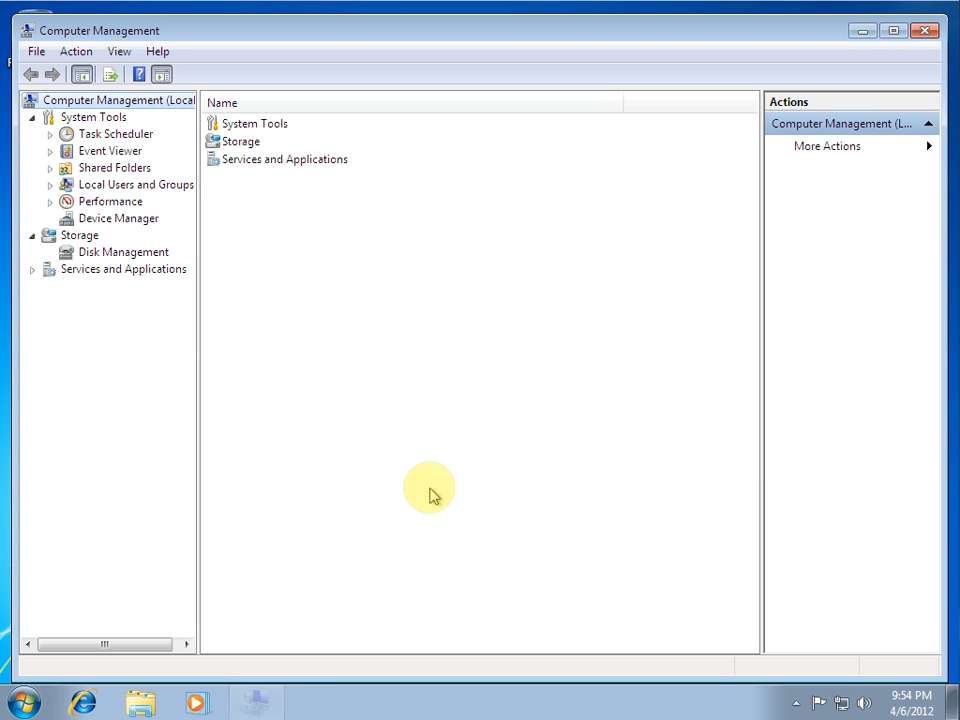 Computer Management
File Action View Help
Computer Management (Local
System Tools
Task Scheduler
Event Viewer
Shared Folders
Local Users and Groups
Performance
Device Manager
Storage
Disk Management
Services and Applications
Name
System Tools
Storage
Services and Applications
Actions
Computer Management (L...
More Actions
9:54 PM
4/6/2012